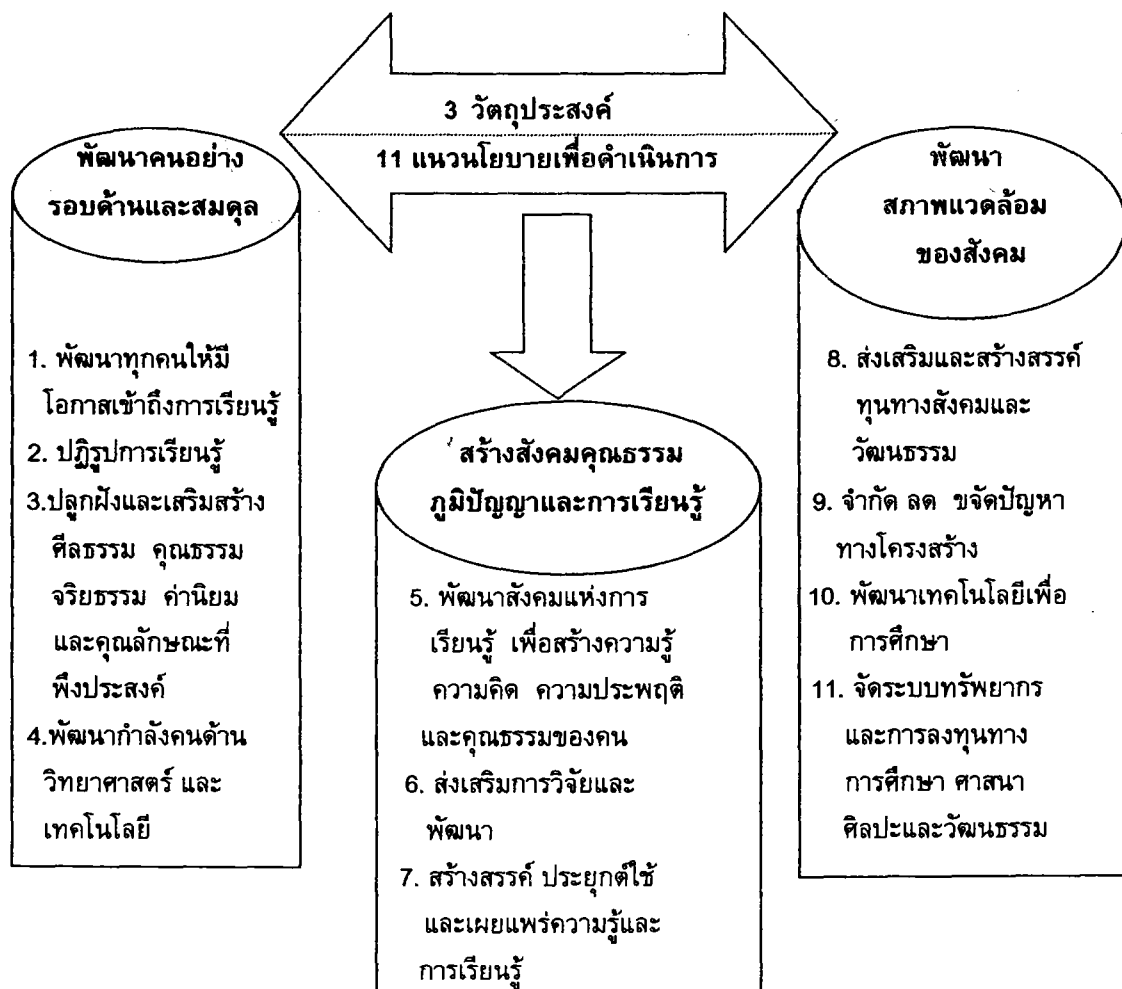 3 วัตถุประสงค์
11 แนวนโยบายเพื่อดำเนินการ
พัฒนาคนอย่าง
รอบด้านและสมดุล
1. พัฒนาทุกคนให้มี
โอกาสเข้าถึงการเรียนรู้
2. ปฏิรูปการเรียนรู้
3.ปลูกฝังและเสริมสร้าง
ศีลธรรม คุณธรรม
จริยธรรม ค่านิยม
และคุณลักษณะที่
พึงประสงค์
4.พัฒนากำลังคนด้าน
วิทยาศาสตร์ และ
เทคโนโลยี
สร้างสังคมคุณธรรม
ภูมิปัญญาและการเรียนรู้
5. พัฒนาสังคมแห่งการ
เรียนรู้ เพื่อสร้างความรู้
ความคิด ความประพฤติ
และคุณธรรมของคน
6. ส่งเสริมการวิจัยและ
พัฒนา
7. สร้างสรรค์ ประยุกต์ใช้
และเผยแพร่ความรู้และ
การเรียนรู้
พัฒนา
สภาพแวดล้อม
ของสังคม
8. ส่งเสริมและสร้างสรรค์
ทุนทางสังคมและ
วัฒนธรรม
9. จำกัด ลด ขจัดปัญหา
ทางโครงสร้าง
10. พัฒนาเทคโนโลยีเพื่อ
การศึกษา
11. จัดระบบทรัพยากร
และการลงทุนทาง
การศึกษา ศาสนา
ศิลปะและวัฒนธรรม